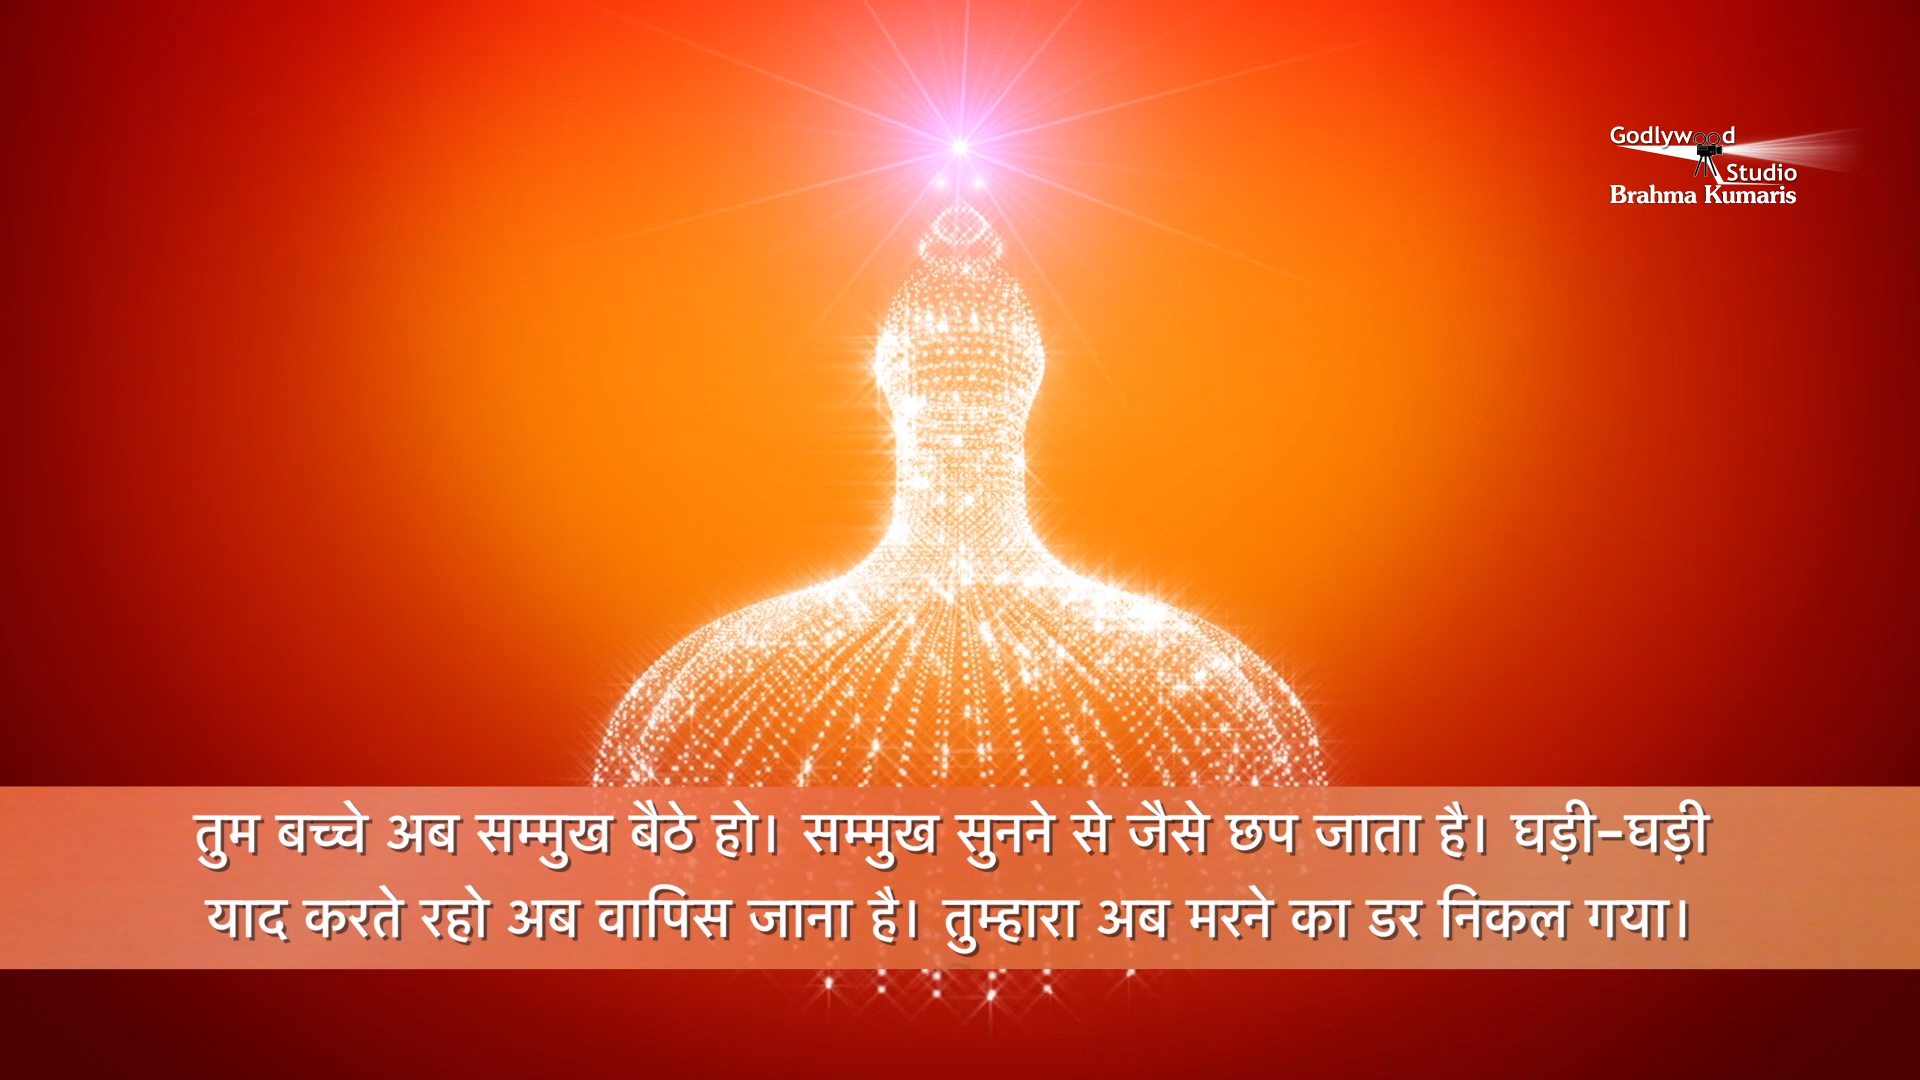 Godlywood
Studio
Brahma Kumaris
तुम बच्चे अब सम्मुख बैठे हो। सम्मुख सुनने से जैसे छप जाता है। घड़ी-घड़ी
याद करते रहो अब वापिस जाना है। तुम्हारा अब मरने का डर निकल गया।